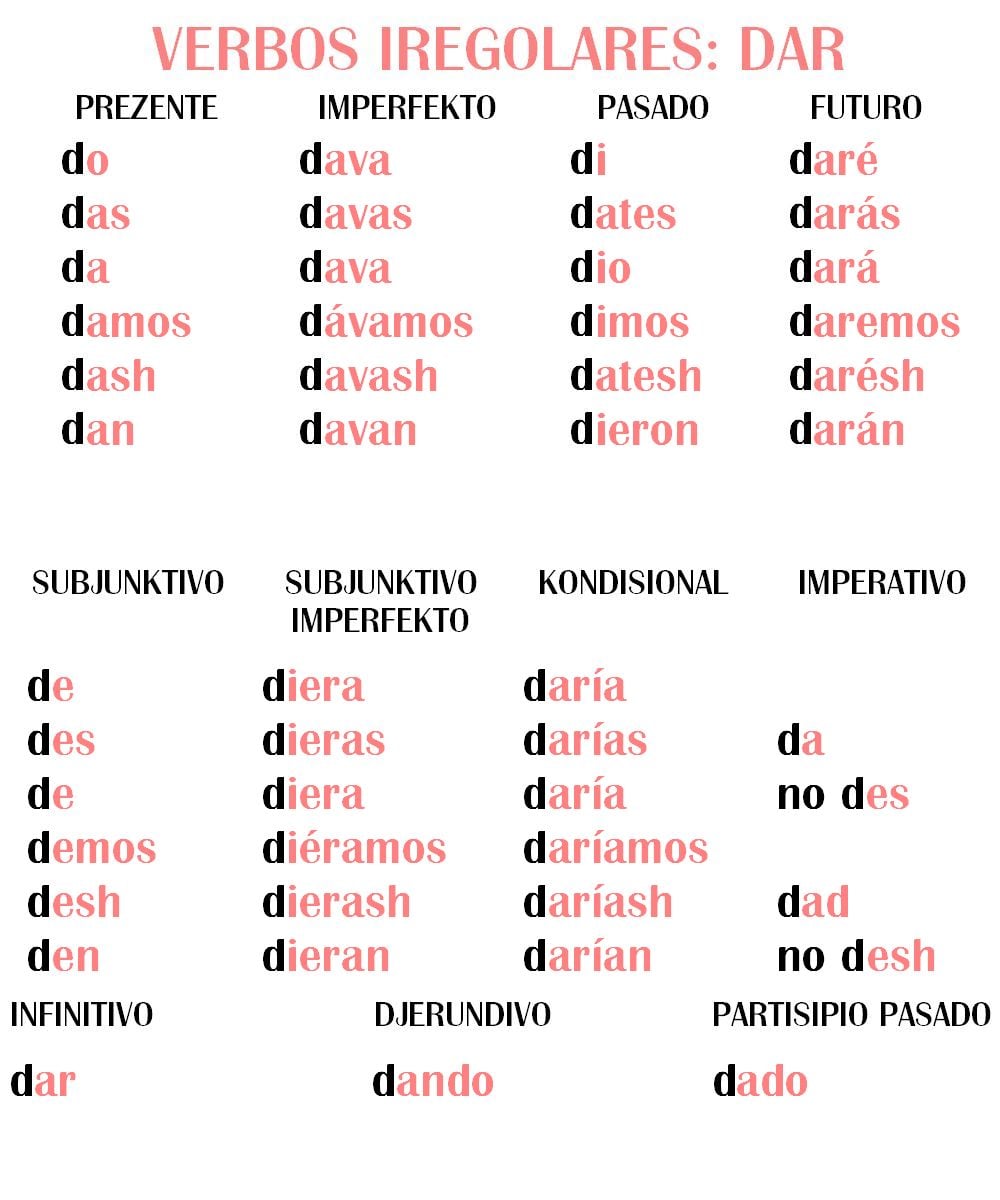 VERBOS IREGOLARES: DAR
PREZENTE IMPERFEKTO PASADO FUTURO
do dava di daré
das davas dates darás
da dava dio dará
damos dávamos dimos daremos
dash davash datesh darésh
dan davan dieron darán
SUBJUNKTIVO SUBJUNKTIVO KONDISIONAL IMPERATIVO
IMPERFEKTO
de diera daría
des dieras darías da
de diera daría no des
demos diéramos daríamos
desh dierash daríash dad
den dieran darían no desh
INFINITIVO DJERUNDIVO PARTISIPIO PASADO
dar dando dado